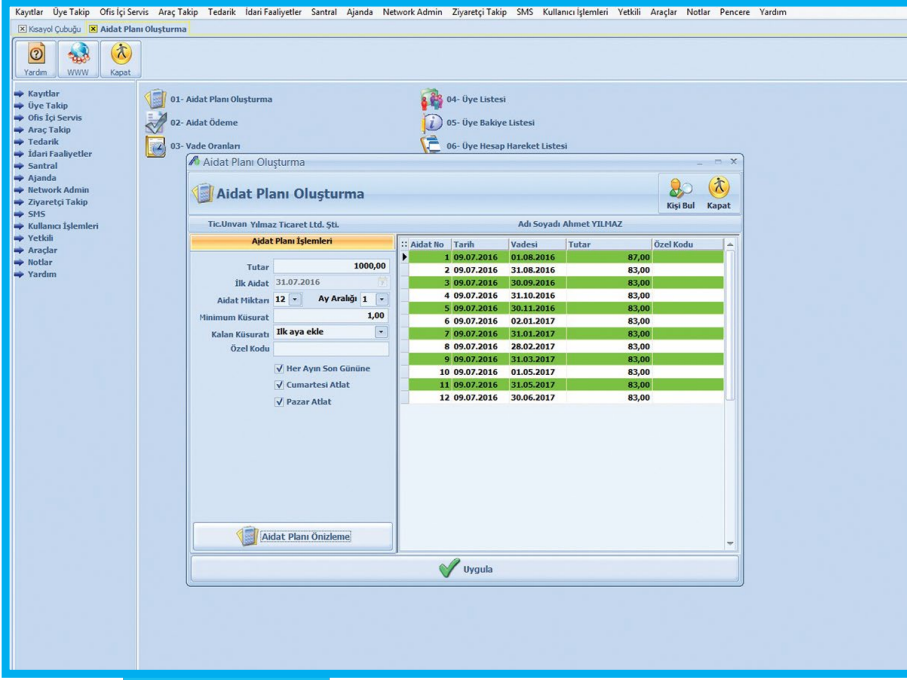 Kayıtlar Üye Takip Ofis İçi Servis Araç Takip Tedarik İdari Faaliyetler Santral Ajanda Network Admin Ziyaretçi Takip SMS Kullanıcı İşlemleri Yetkili Araçlar Notlar Pencere Yardım
Kısayol Çubuğu Aidat Planı Oluşturma
Yardım WWW Kapat
Kayıtlar
Üye Takip
Ofis İçi Servis
Araç Takip
Tedarik
İdari Faaliyetler
Santral
Ajanda
Network Admin
Ziyaretçi Takip
SMS
Kullanıcı İşlemleri
Yetkili
Araçlar
Notlar
Yardım
01- Aidat Planı Oluşturma
02- Aidat Ödeme
03- Vade Oranları
04- Üye Listesi
05- Üye Bakiye Listesi
06- Üye Hesap Hareket Listesi
Aidat Planı Oluşturma
Aidat Planı Oluşturma
Kişi Bul Kapat
Tic.Unvan Yılmaz Ticaret Ltd. Şti. Adı Soyadı Ahmet YILMAZ
Aidat Planı İşlemleri
Tutar 1000,00
İlk Aidat 31.07.2016
Aidat Miktarı 12 Ay Aralığı 1
Minimum Küsurat 1,00
Kalan Küsuratı İlk aya ekle
Özel Kodu
Her Ayın Son Gününe
Cumartesi Atlat
Pazar Atlat
Aidat Planı Önizleme
Aidat No Tarih Vadesi Tutar Özel Kodu
1 09.07.2016 01.08.2016 87,00
2 09.07.2016 31.08.2016 83,00
3 09.07.2016 30.09.2016 83,00
4 09.07.2016 31.10.2016 83,00
5 09.07.2016 30.11.2016 83,00
6 09.07.2016 02.01.2017 83,00
7 09.07.2016 31.01.2017 83,00
8 09.07.2016 28.02.2017 83,00
9 09.07.2016 31.03.2017 83,00
10 09.07.2016 01.05.2017 83,00
11 09.07.2016 31.05.2017 83,00
12 09.07.2016 30.06.2017 83,00
Uygula